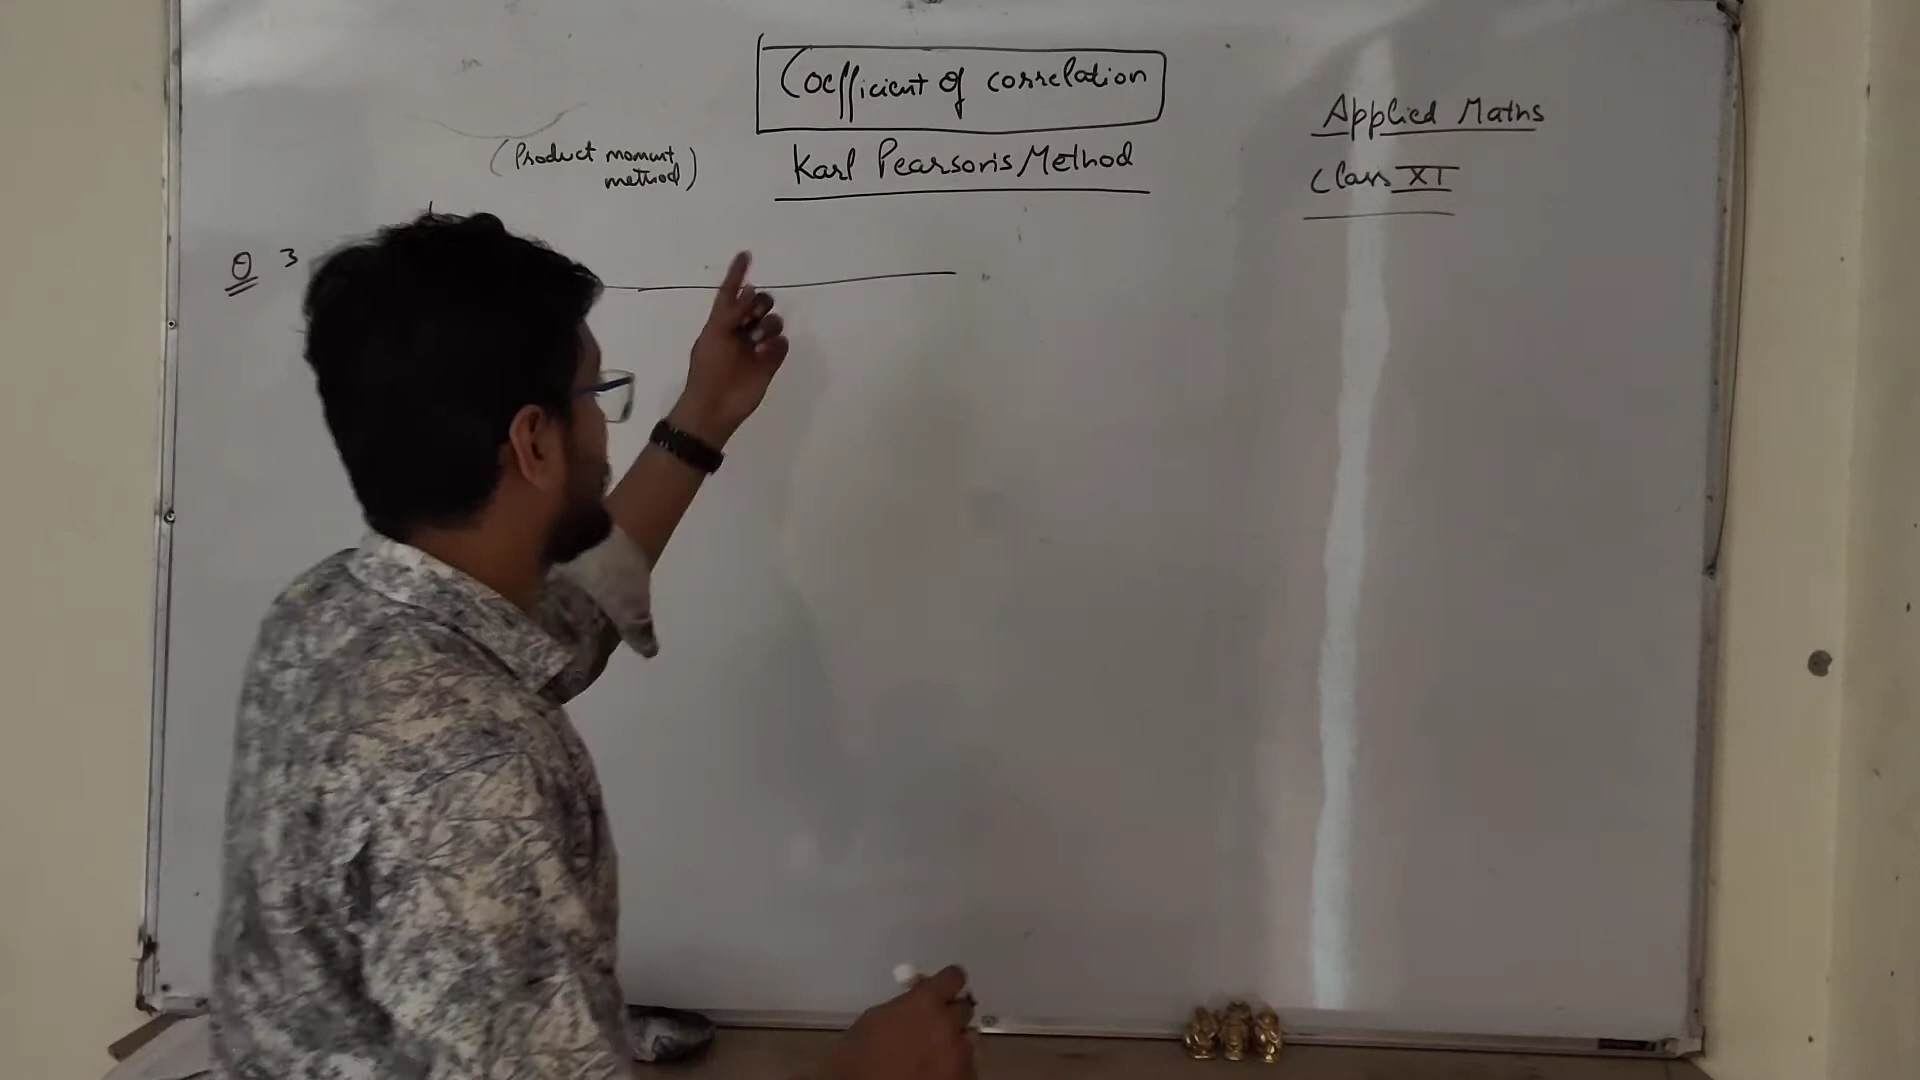 Coefficient of correlation
(Product moment
method)
Karl Pearson's Method
Applied Maths
Class XI
Q 3